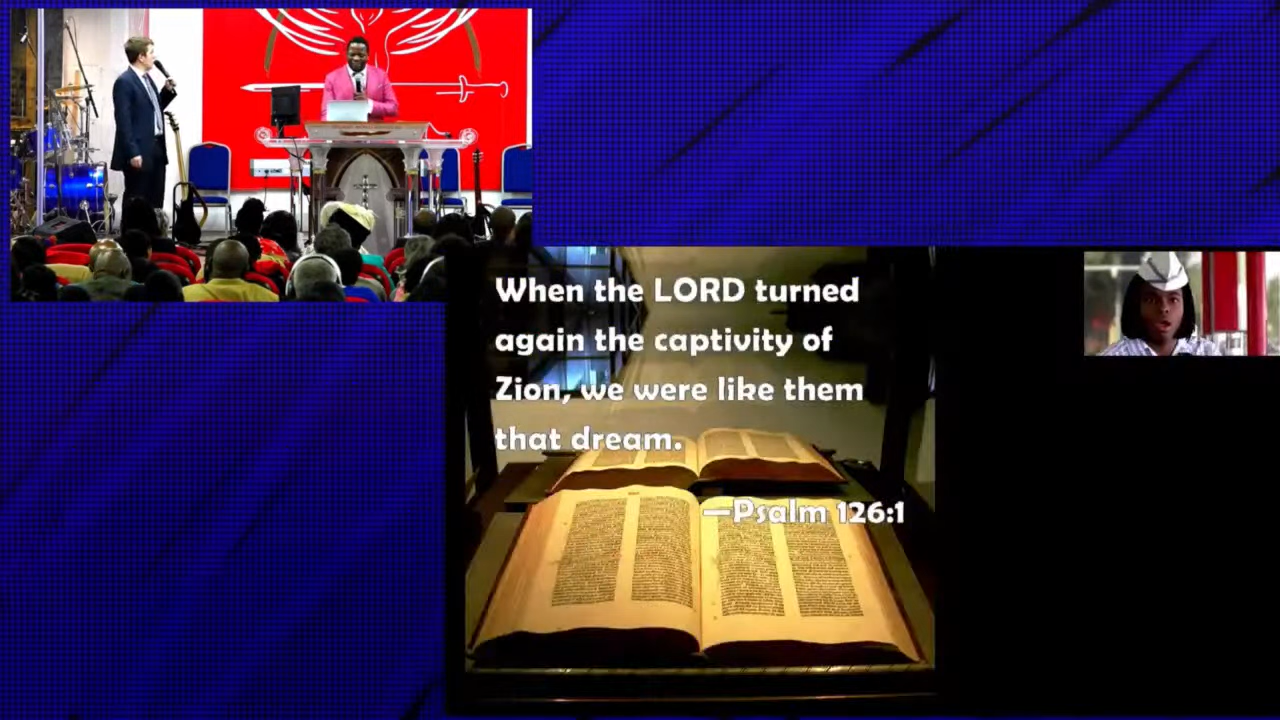 When the LORD turned
again the captivity of
Zion, we were like them
that dream.
—Psalm 126:1